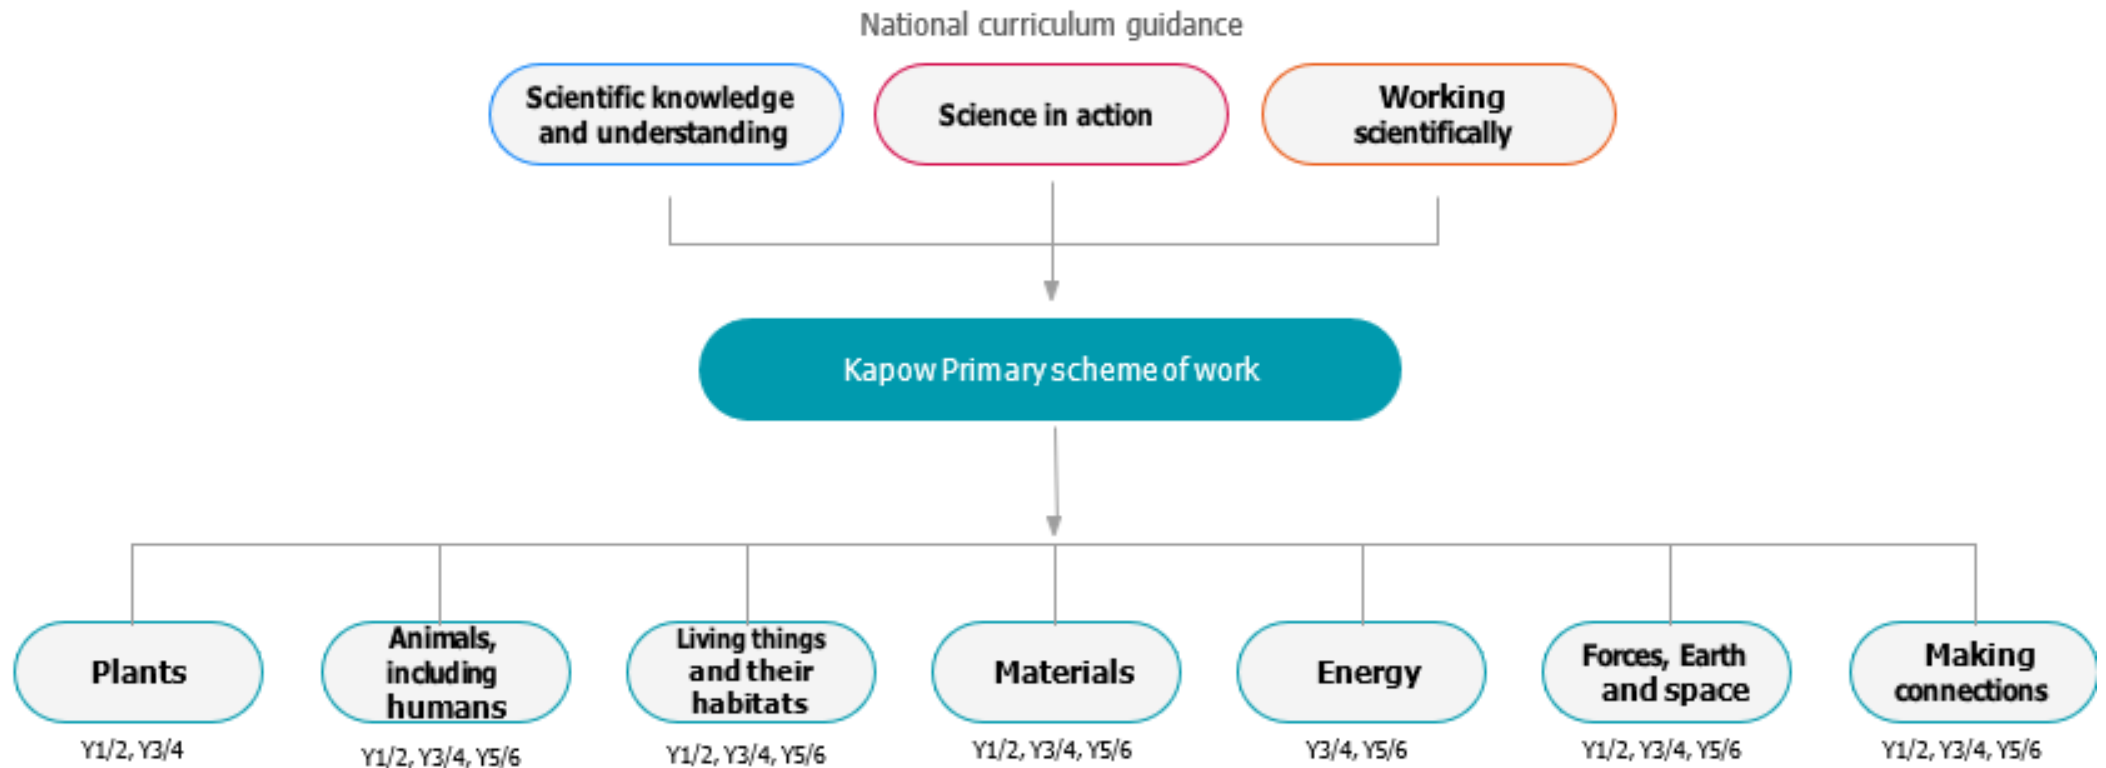 National curriculum guidance
Scientific knowledge
and understanding
Science in action
Working
scientifically
Kapow Primary scheme of work
Plants
Animals,
including
humans
Living things
and their
habitats
Materials
Energy
Forces, Earth
and space
Making
connections
Y1/2, Y3/4
Y1/2, Y3/4, Y5/6
Y1/2, Y3/4, Y5/6
Y1/2, Y3/4, Y5/6
Y3/4, Y5/6
Y1/2, Y3/4, Y5/6
Y1/2, Y3/4, Y5/6